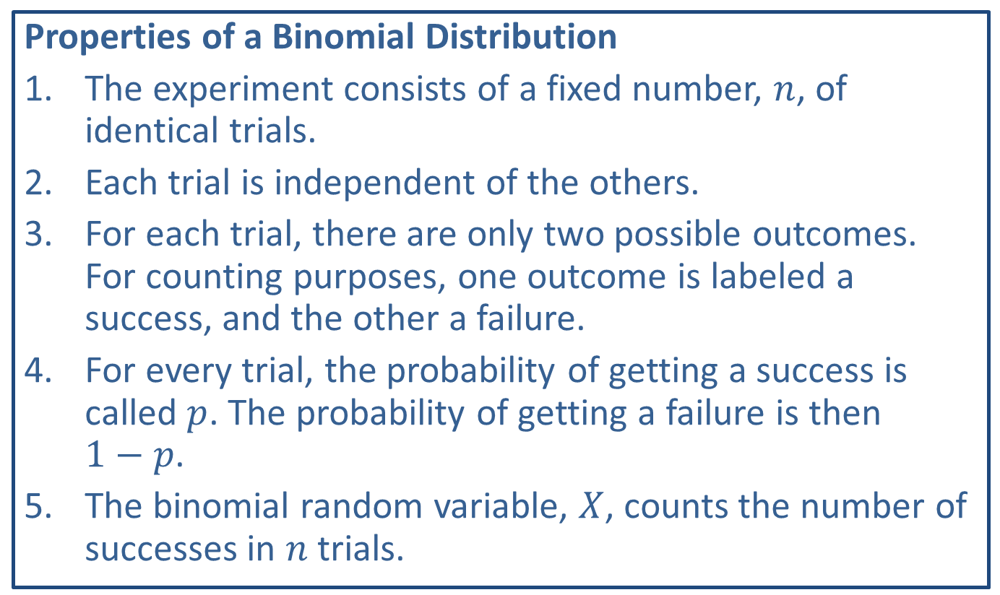 Properties of a Binomial Distribution
1. The experiment consists of a fixed number, n, of
identical trials.
2. Each trial is independent of the others.
3. For each trial, there are only two possible outcomes.
For counting purposes, one outcome is labeled a
success, and the other a failure.
4. For every trial, the probability of getting a success is
called p. The probability of getting a failure is then
1 − p.
5. The binomial random variable, X, counts the number of
successes in n trials.